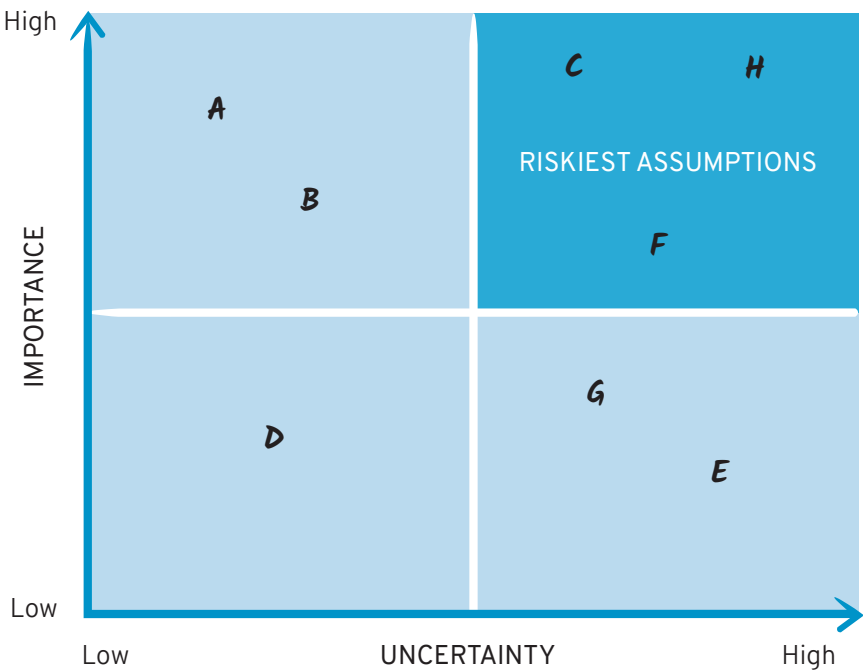 High
C H
A
RISKIEST ASSUMPTIONS
B
F
IMPORTANCE
G
D
E
Low
Low UNCERTAINTY High